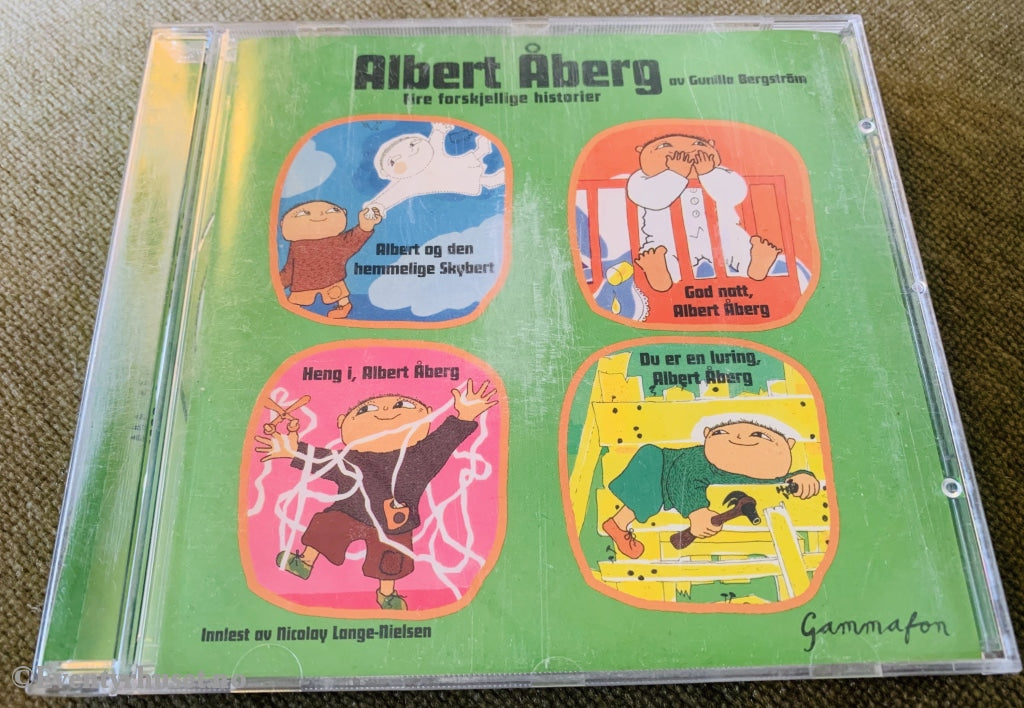 Albert Åberg av Gunilla Bergström
Fire forskjellige historier
Albert og den
hemmelige Skybert
God natt,
Albert Åberg
Heng i, Albert Åberg
Du er en luring,
Albert Åberg
Innlest av Nicolay Lange-Nielsen
Gammafon